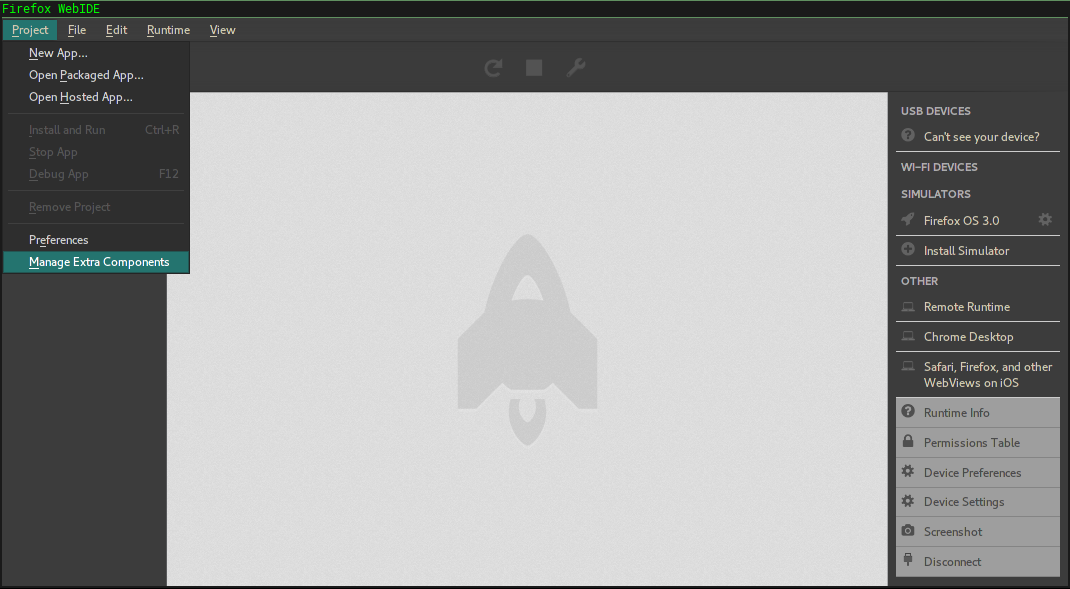 Firefox WebIDE
Project File Edit Runtime View
New App...
Open Packaged App...
Open Hosted App...
Install and Run Ctrl+R
Stop App
Debug App F12
Remove Project
Preferences
Manage Extra Components
USB DEVICES
Can't see your device?
WI-FI DEVICES
SIMULATORS
Firefox OS 3.0
Install Simulator
OTHER
Remote Runtime
Chrome Desktop
Safari, Firefox, and other
WebViews on iOS
Runtime Info
Permissions Table
Device Preferences
Device Settings
Screenshot
Disconnect